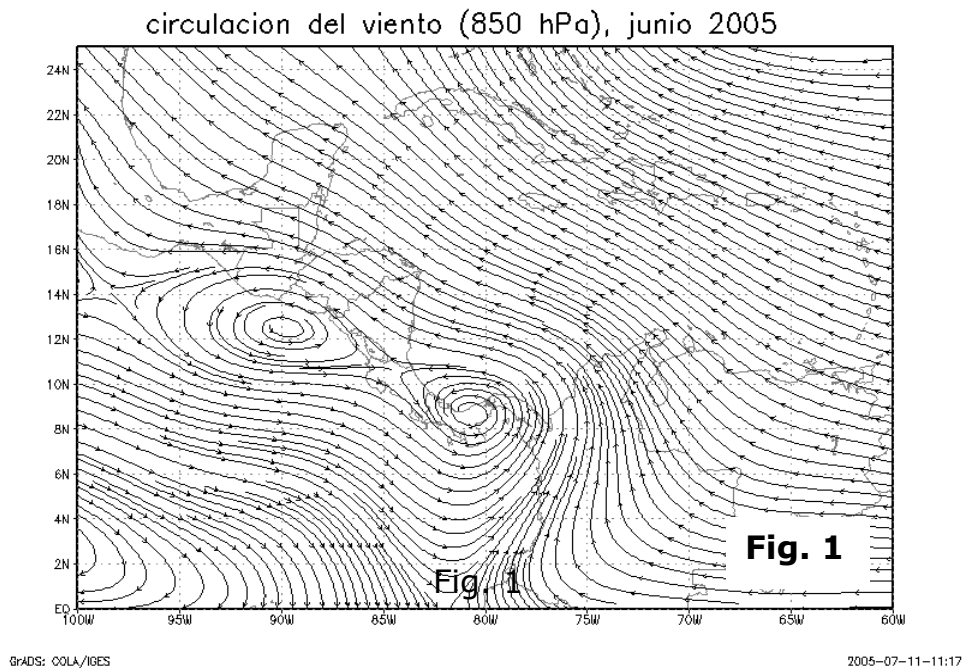 circulacion del viento (850 hPa), junio 2005
24N
22N
20N
18N
16N
14N
12N
10N
8N
6N
4N
2N
EQ
Fig. 1
Fig. 1
100W 95W 90W 85W 80W 75W 70W 65W 60W
GrADS: COLA/IGES 2005-07-11-11:17